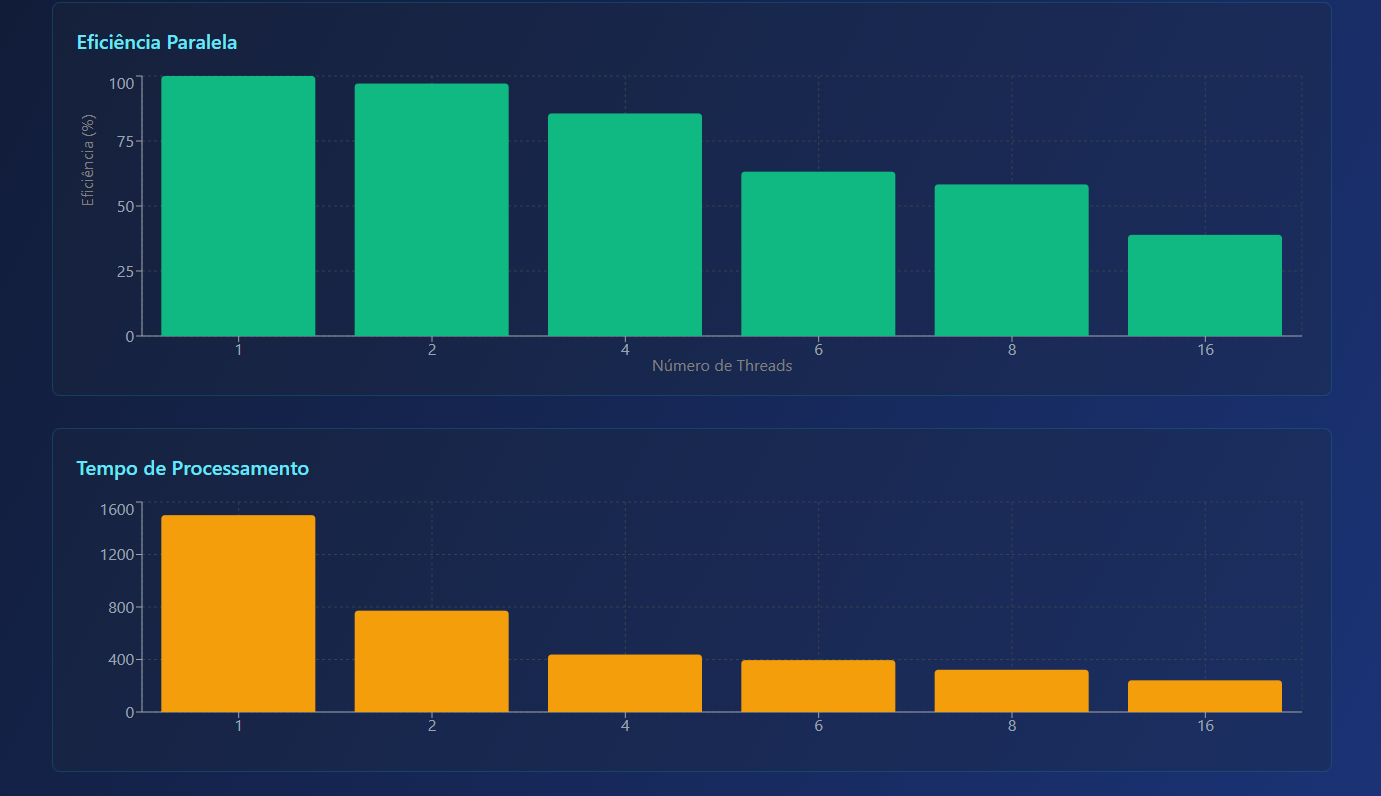 Eficiência Paralela
100
75
50
25
0
Eficiência (%)
1 2 4 6 8 16
Número de Threads
Tempo de Processamento
1600
1200
800
400
0
1 2 4 6 8 16